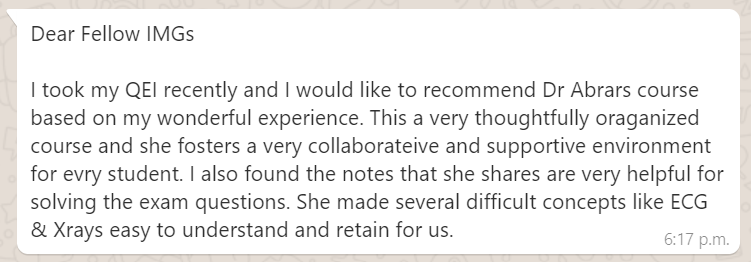 Dear Fellow IMGs
I took my QEI recently and I would like to recommend Dr Abrars course
based on my wonderful experience. This a very thoughtfully oraganized
course and she fosters a very collaborateive and supportive environment
for evry student. I also found the notes that she shares are very helpful for
solving the exam questions. She made several difficult concepts like ECG
& Xrays easy to understand and retain for us.
6:17 p.m.